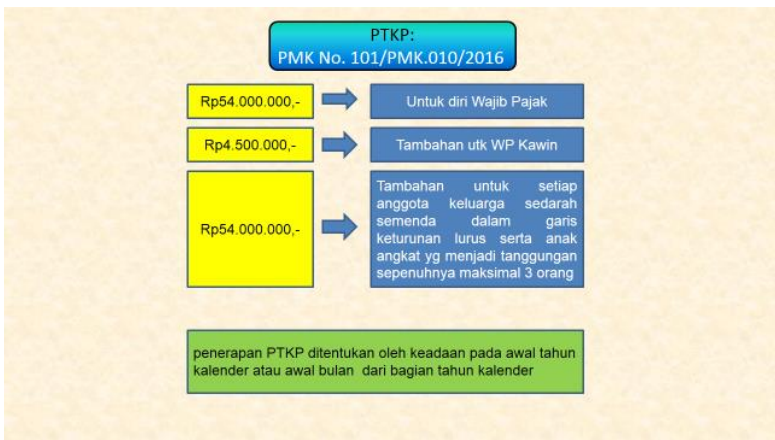 PTKP:
PMK No. 101/PMK.010/2016
Rp54.000.000,-
Untuk diri Wajib Pajak
Rp4.500.000,-
Tambahan utk WP Kawin
Rp54.000.000,-
Tambahan untuk setiap
anggota keluarga sedarah
semenda dalam garis
keturunan lurus serta anak
angkat yg menjadi tanggungan
sepenuhnya maksimal 3 orang
penerapan PTKP ditentukan oleh keadaan pada awal tahun
kalender atau awal bulan dari bagian tahun kalender